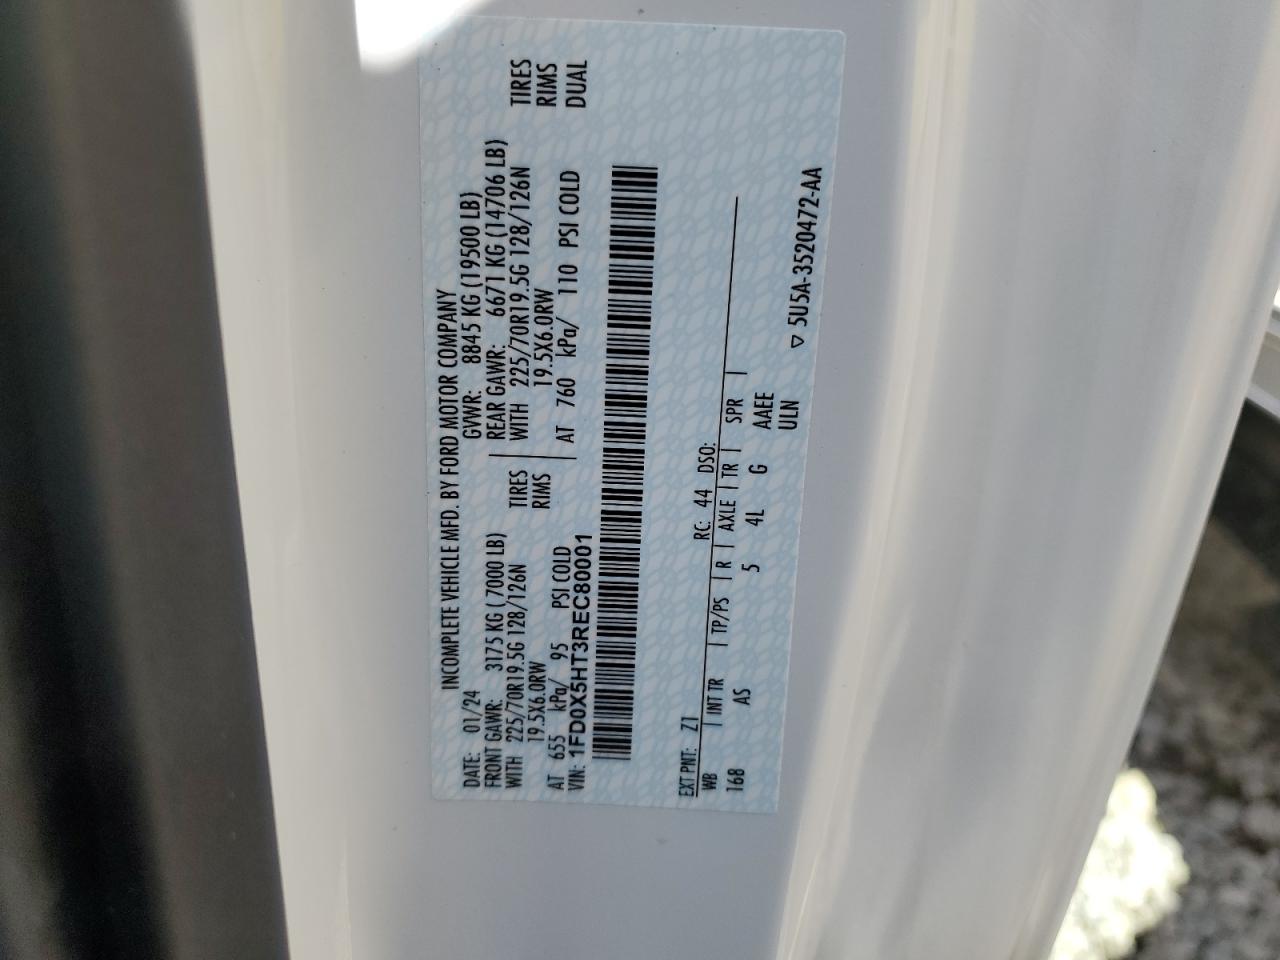 INCOMPLETE VEHICLE MFD. BY FORD MOTOR COMPANY
DATE: 01/24 GVWR: 8845 KG (19500 LB)
FRONT GAWR: 3175 KG (7000 LB) REAR GAWR: 6671 KG (14706 LB)
WITH 225/70R19.5G 128/126N TIRES WITH 225/70R19.5G 128/126N TIRES
19.5X6.0RW RIMS 19.5X6.0RW RIMS
AT 655 kPa/ 95 PSI COLD AT 760 kPa/ 110 PSI COLD DUAL
VIN: 1FD0X5HT3REC80001
EXT PNT: Z1 RC: 44 DSO:
WB | INT TR | TP/PS | R | AXLE | TR | SPR |
168 AS 5 4L G AAEE
ULN
▽ 5U5A-3520472-AA